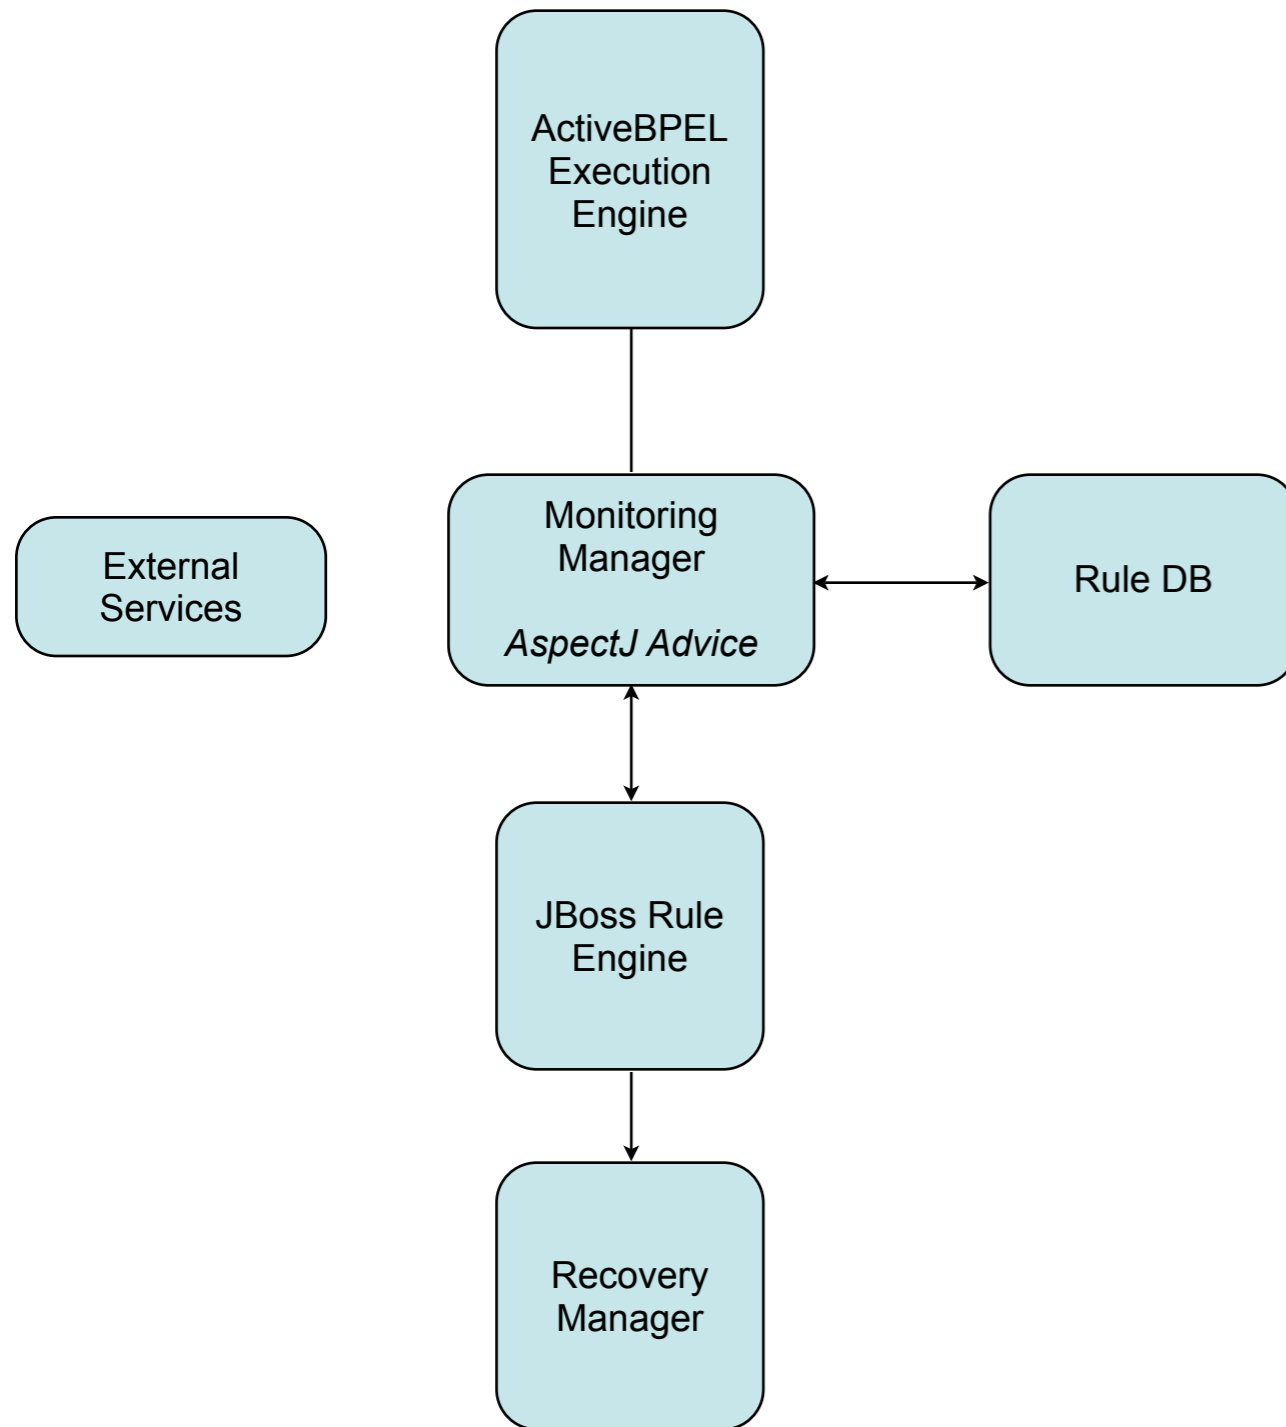 ActiveBPEL
Execution
Engine
External
Services
Monitoring
Manager
AspectJ Advice
Rule DB
JBoss Rule
Engine
Recovery
Manager